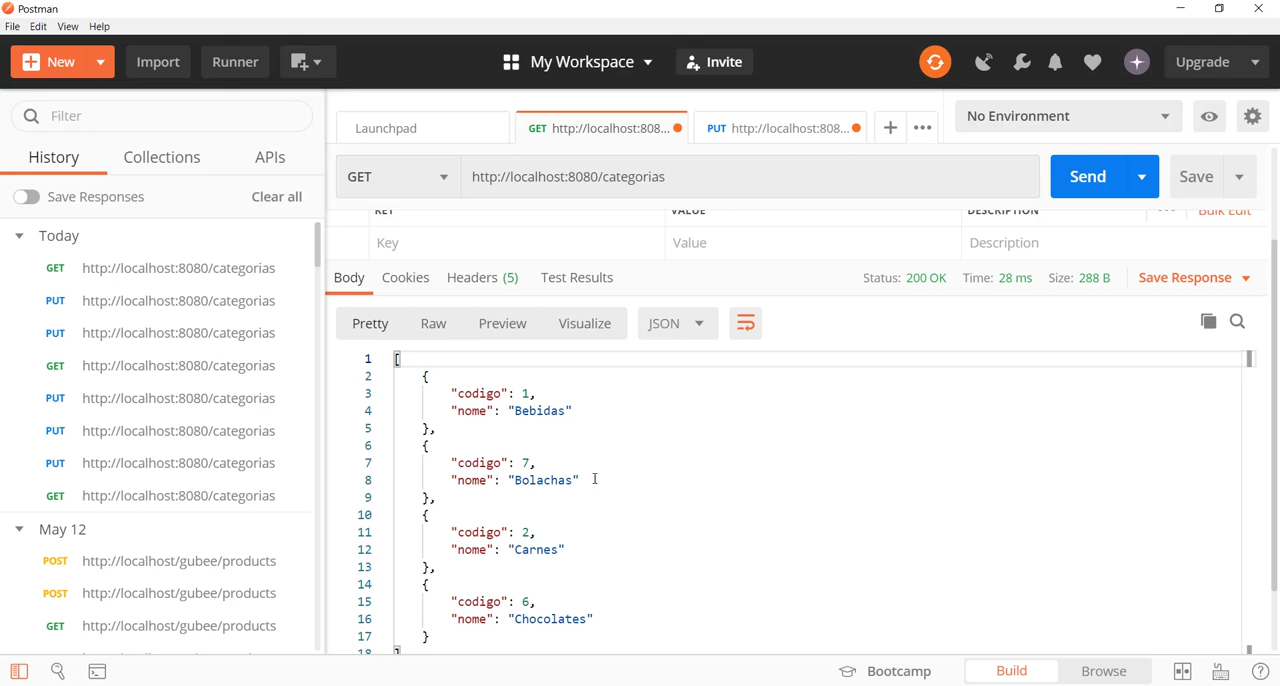 Postman
File Edit View Help
New Import Runner My Workspace Invite Upgrade
Filter
History Collections APIs
Save Responses Clear all
Today
GET http://localhost:8080/categorias
PUT http://localhost:8080/categorias
PUT http://localhost:8080/categorias
GET http://localhost:8080/categorias
PUT http://localhost:8080/categorias
PUT http://localhost:8080/categorias
PUT http://localhost:8080/categorias
GET http://localhost:8080/categorias
May 12
POST http://localhost/gubee/products
POST http://localhost/gubee/products
GET http://localhost/gubee/products
Launchpad GET http://localhost:808... PUT http://localhost:808... No Environment
GET http://localhost:8080/categorias Send Save
KEY VALUE DESCRIPTION Bulk Edit
Key Value Description
Body Cookies Headers (5) Test Results Status: 200 OK Time: 28 ms Size: 288 B Save Response
Pretty Raw Preview Visualize JSON
1 [
2 {
3 "codigo": 1,
4 "nome": "Bebidas"
5 },
6 {
7 "codigo": 7,
8 "nome": "Bolachas"
9 },
10 {
11 "codigo": 2,
12 "nome": "Carnes"
13 },
14 {
15 "codigo": 6,
16 "nome": "Chocolates"
17 }
18 ]
Bootcamp Build Browse